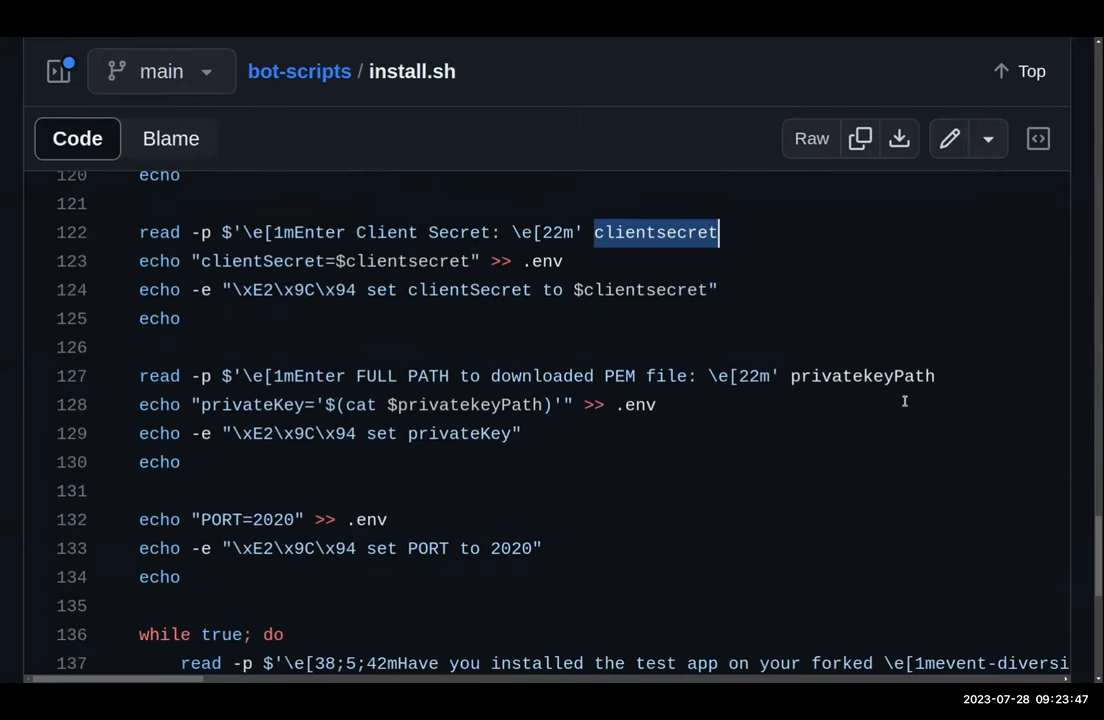 main bot-scripts / install.sh Top
Code Blame Raw
120 echo
121
122 read -p $'\e[1mEnter Client Secret: \e[22m' clientsecret
123 echo "clientSecret=$clientsecret" >> .env
124 echo -e "\xE2\x9C\x94 set clientSecret to $clientsecret"
125 echo
126
127 read -p $'\e[1mEnter FULL PATH to downloaded PEM file: \e[22m' privatekeyPath
128 echo "privateKey='$(cat $privatekeyPath)'" >> .env
129 echo -e "\xE2\x9C\x94 set privateKey"
130 echo
131
132 echo "PORT=2020" >> .env
133 echo -e "\xE2\x9C\x94 set PORT to 2020"
134 echo
135
136 while true; do
137 read -p $'\e[38;5;42mHave you installed the test app on your forked \e[1mevent-diversi
2023-07-28 09:23:47